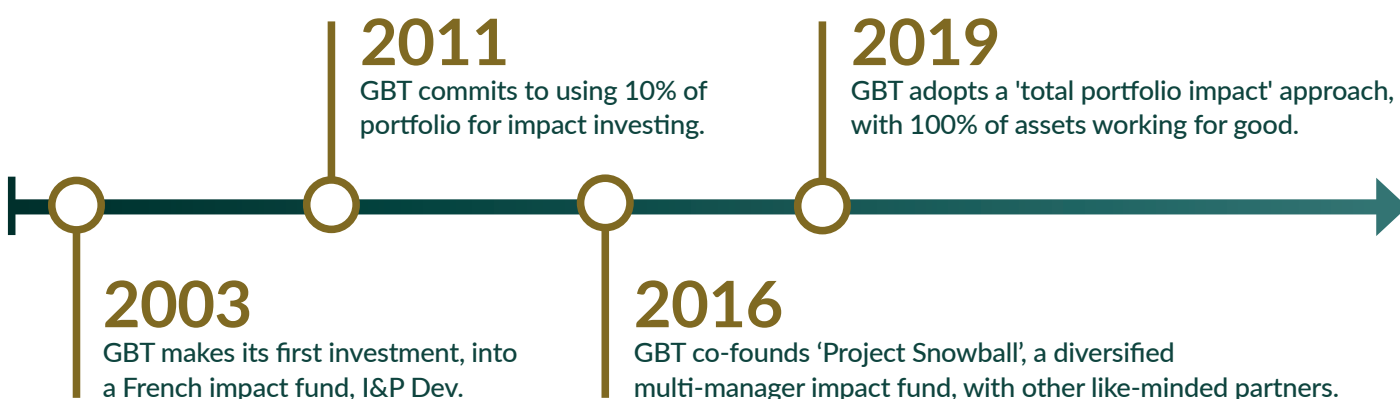 2011
GBT commits to using 10% of
portfolio for impact investing.
2019
GBT adopts a 'total portfolio impact' approach,
with 100% of assets working for good.
2003
GBT makes its first investment, into
a French impact fund, I&P Dev.
2016
GBT co-founds ‘Project Snowball’, a diversified
multi-manager impact fund, with other like-minded partners.